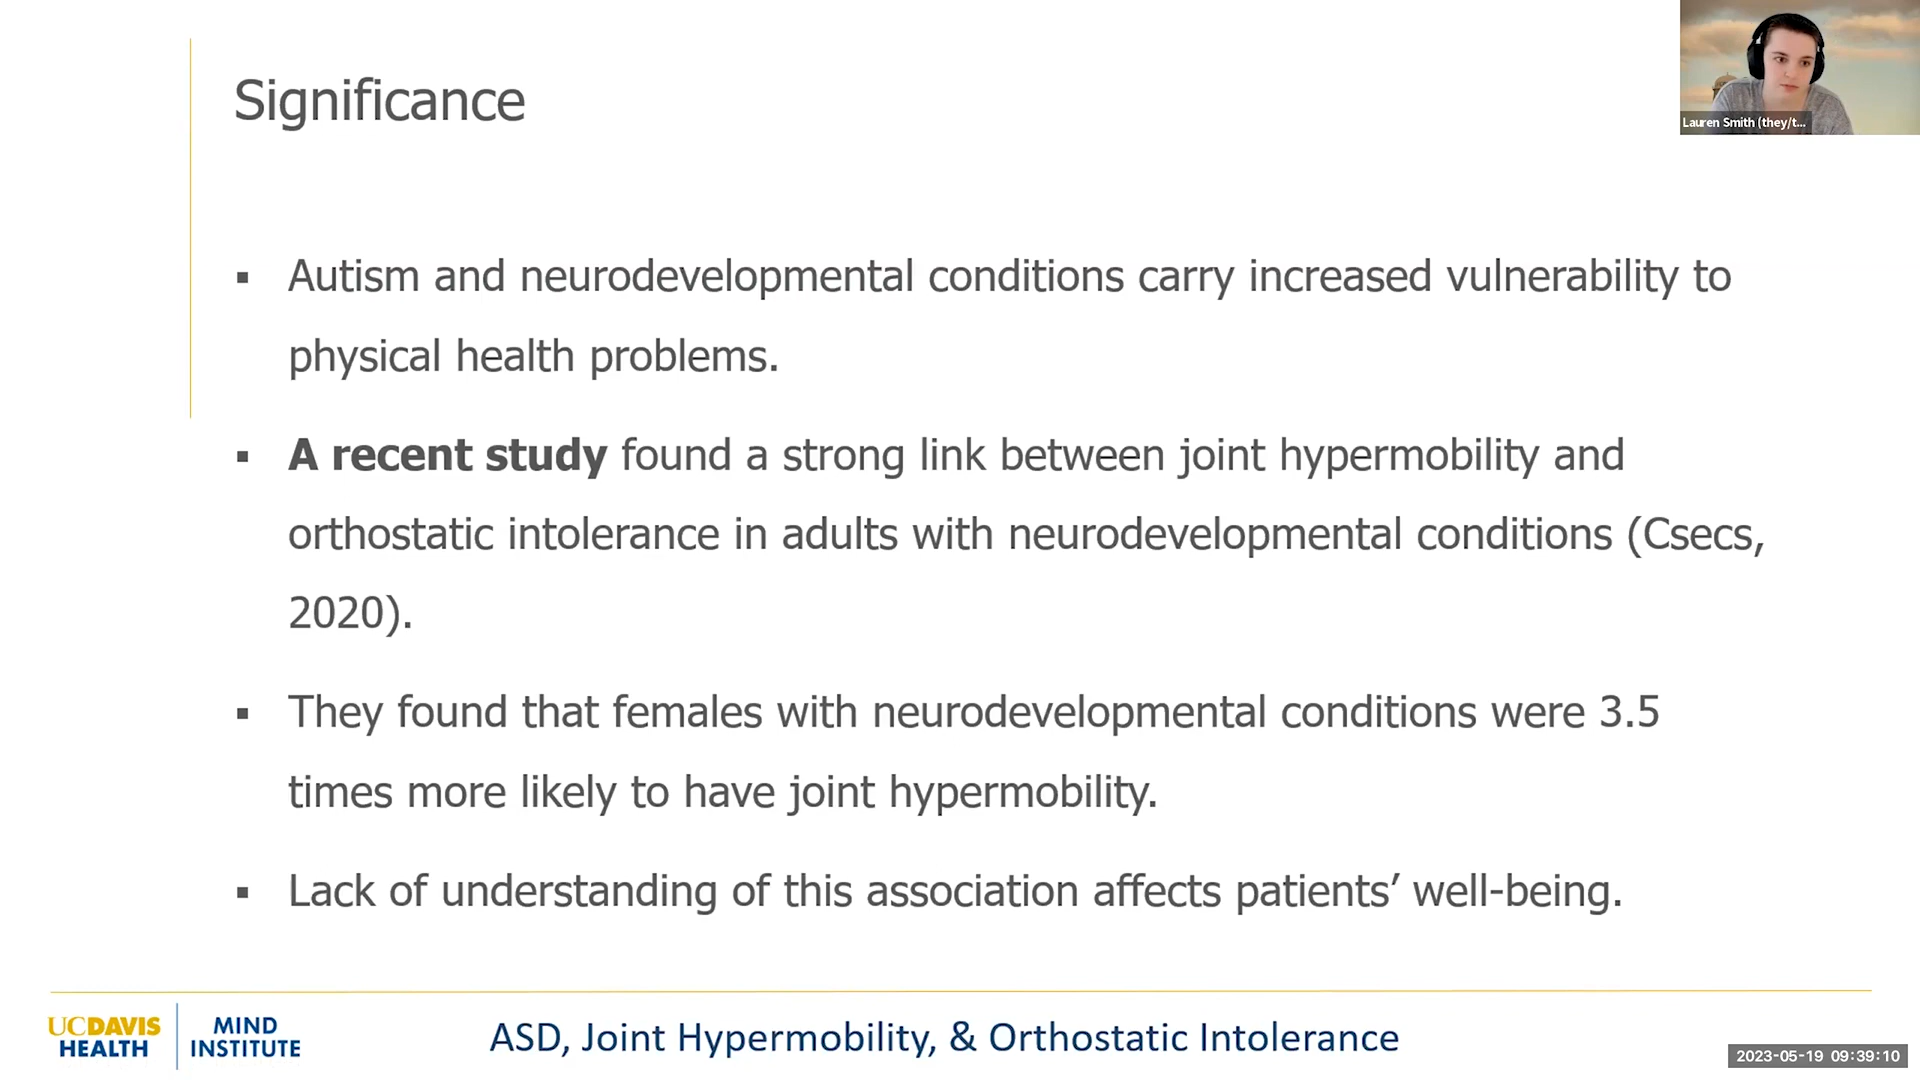 Significance
Lauren Smith (they/t...
▪ Autism and neurodevelopmental conditions carry increased vulnerability to
physical health problems.
▪ A recent study found a strong link between joint hypermobility and
orthostatic intolerance in adults with neurodevelopmental conditions (Csecs,
2020).
▪ They found that females with neurodevelopmental conditions were 3.5
times more likely to have joint hypermobility.
▪ Lack of understanding of this association affects patients’ well-being.
UCDAVIS
HEALTH
MIND
INSTITUTE
ASD, Joint Hypermobility, & Orthostatic Intolerance
2023-05-19 09:39:10